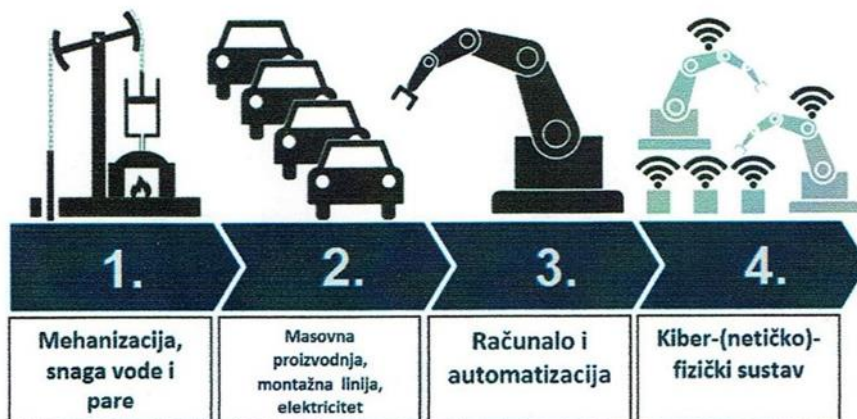 1.
2.
3.
4.
Mehanizacija,
snaga vode i
pare
Masovna
proizvodnja,
montažna linija,
elektricitet
Računalo i
automatizacija
Kiber-(netičko)-
fizički sustav